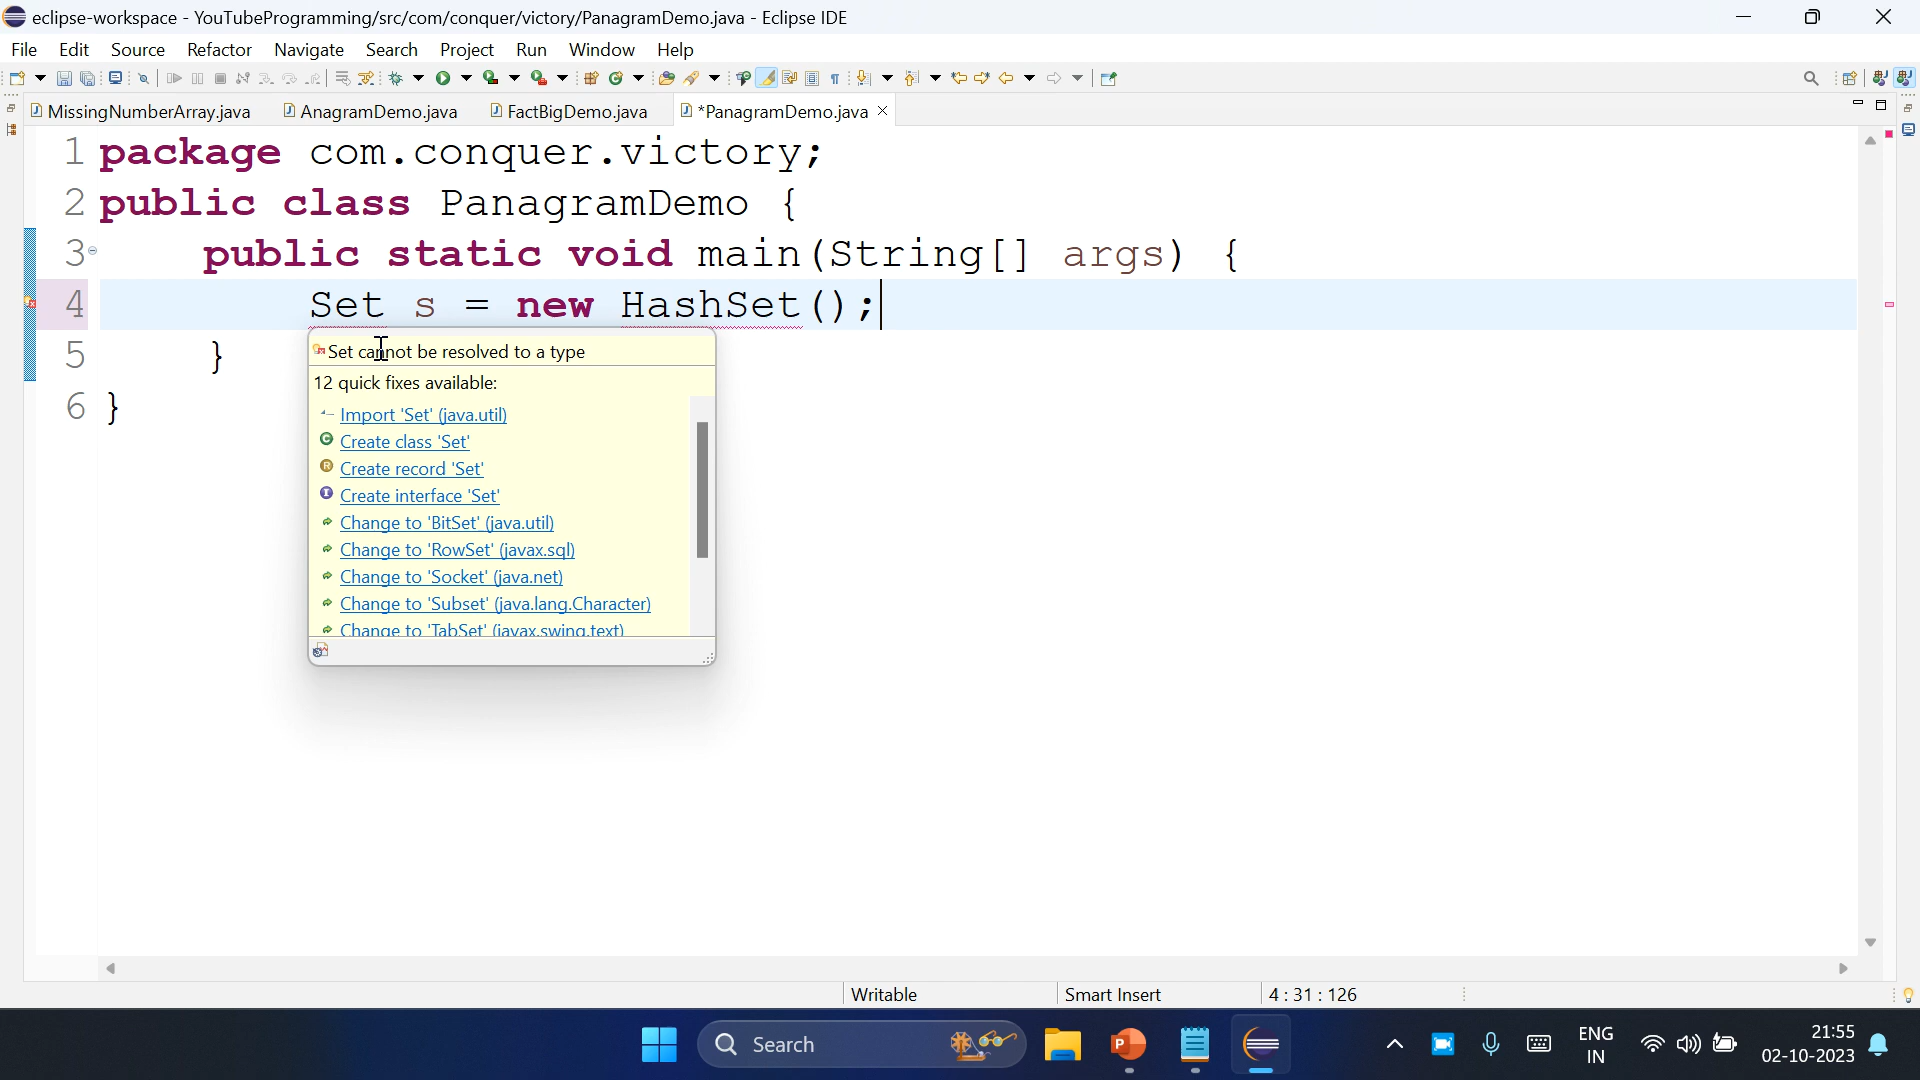 eclipse-workspace - YouTubeProgramming/src/com/conquer/victory/PanagramDemo.java - Eclipse IDE
File Edit Source Refactor Navigate Search Project Run Window Help
MissingNumberArray.java AnagramDemo.java FactBigDemo.java *PanagramDemo.java
1 package com.conquer.victory;
2 public class PanagramDemo {
3 public static void main(String[] args) {
4 Set s = new HashSet();
5 }
6 }
Set cannot be resolved to a type
12 quick fixes available:
Import 'Set' (java.util)
Create class 'Set'
Create record 'Set'
Create interface 'Set'
Change to 'BitSet' (java.util)
Change to 'RowSet' (javax.sql)
Change to 'Socket' (java.net)
Change to 'Subset' (java.lang.Character)
Change to 'TabSet' (javax.swing.text)
Writable Smart Insert 4 : 31 : 126
Search
P
ENG
IN
21:55
02-10-2023